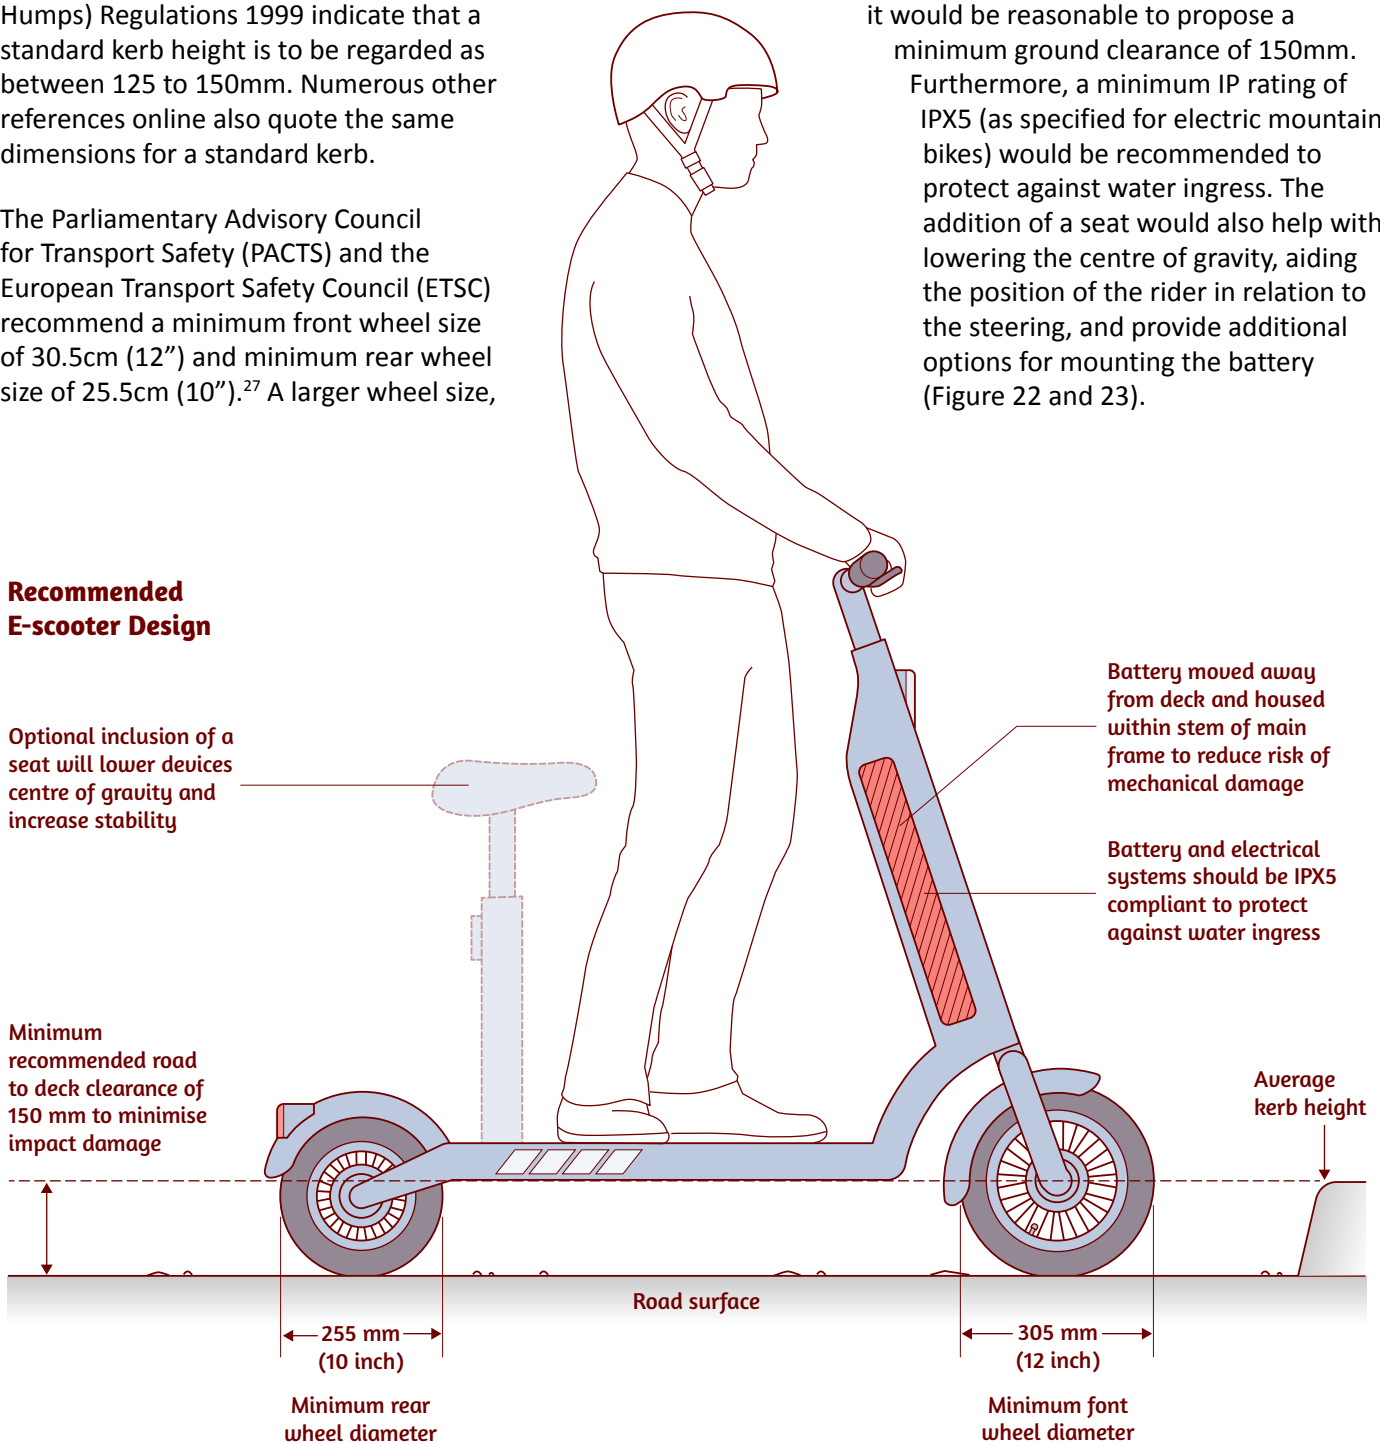 Humps) Regulations 1999 indicate that a
standard kerb height is to be regarded as
between 125 to 150mm. Numerous other
references online also quote the same
dimensions for a standard kerb.
The Parliamentary Advisory Council
for Transport Safety (PACTS) and the
European Transport Safety Council (ETSC)
recommend a minimum front wheel size
of 30.5cm (12”) and minimum rear wheel
size of 25.5cm (10”).27 A larger wheel size,
it would be reasonable to propose a
minimum ground clearance of 150mm.
Furthermore, a minimum IP rating of
IPX5 (as specified for electric mountain
bikes) would be recommended to
protect against water ingress. The
addition of a seat would also help with
lowering the centre of gravity, aiding
the position of the rider in relation to
the steering, and provide additional
options for mounting the battery
(Figure 22 and 23).
Recommended
E-scooter Design
Optional inclusion of a
seat will lower devices
centre of gravity and
increase stability
Battery moved away
from deck and housed
within stem of main
frame to reduce risk of
mechanical damage
Battery and electrical
systems should be IPX5
compliant to protect
against water ingress
Minimum
recommended road
to deck clearance of
150 mm to minimise
impact damage
Average
kerb height
Road surface
255 mm
(10 inch)
Minimum rear
wheel diameter
305 mm
(12 inch)
Minimum font
wheel diameter